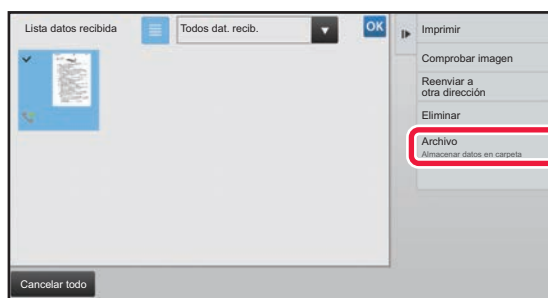 Lista datos recibida
Todos dat. recib.
OK
Imprimir
Comprobar imagen
Reenviar a
otra dirección
Eliminar
Archivo
Almacenar datos en carpeta
Cancelar todo